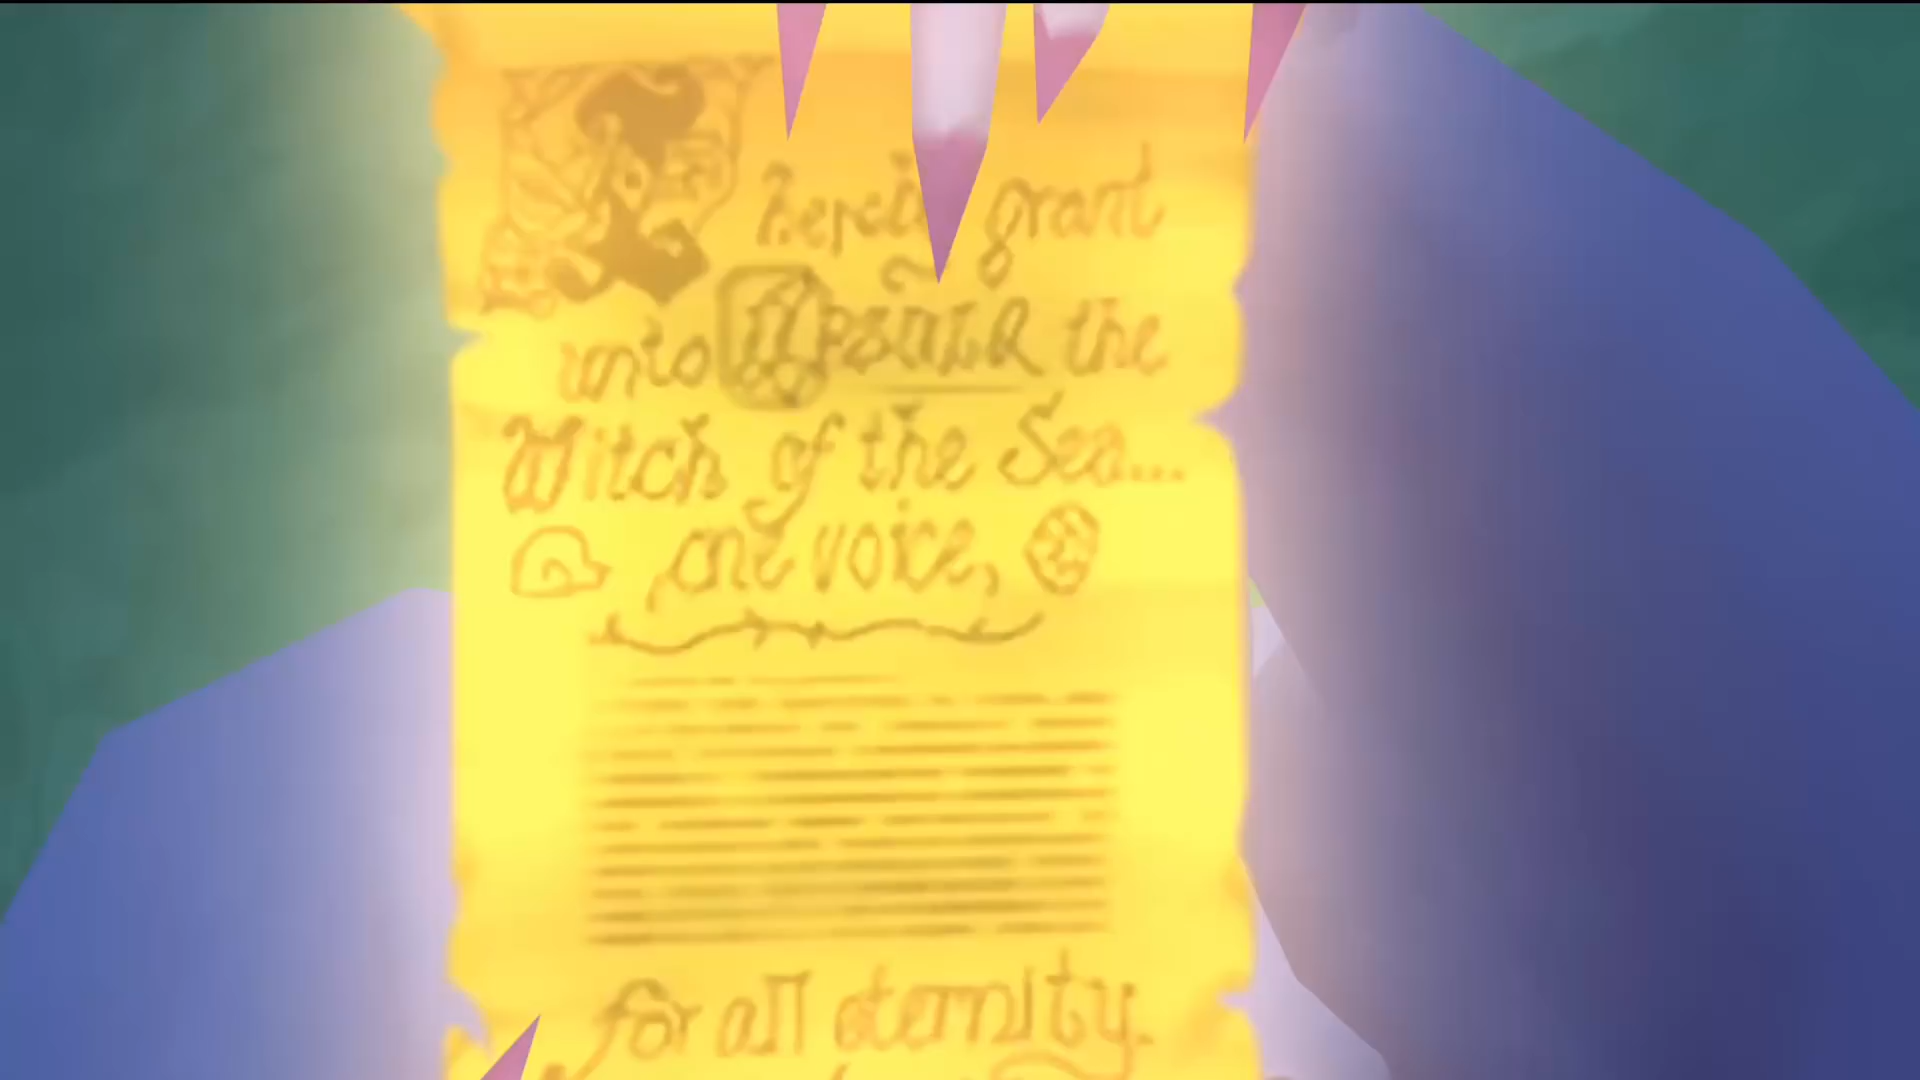 I hereby grant
unto URSULA the
Witch of the Sea...
one voice,
for all eternity.